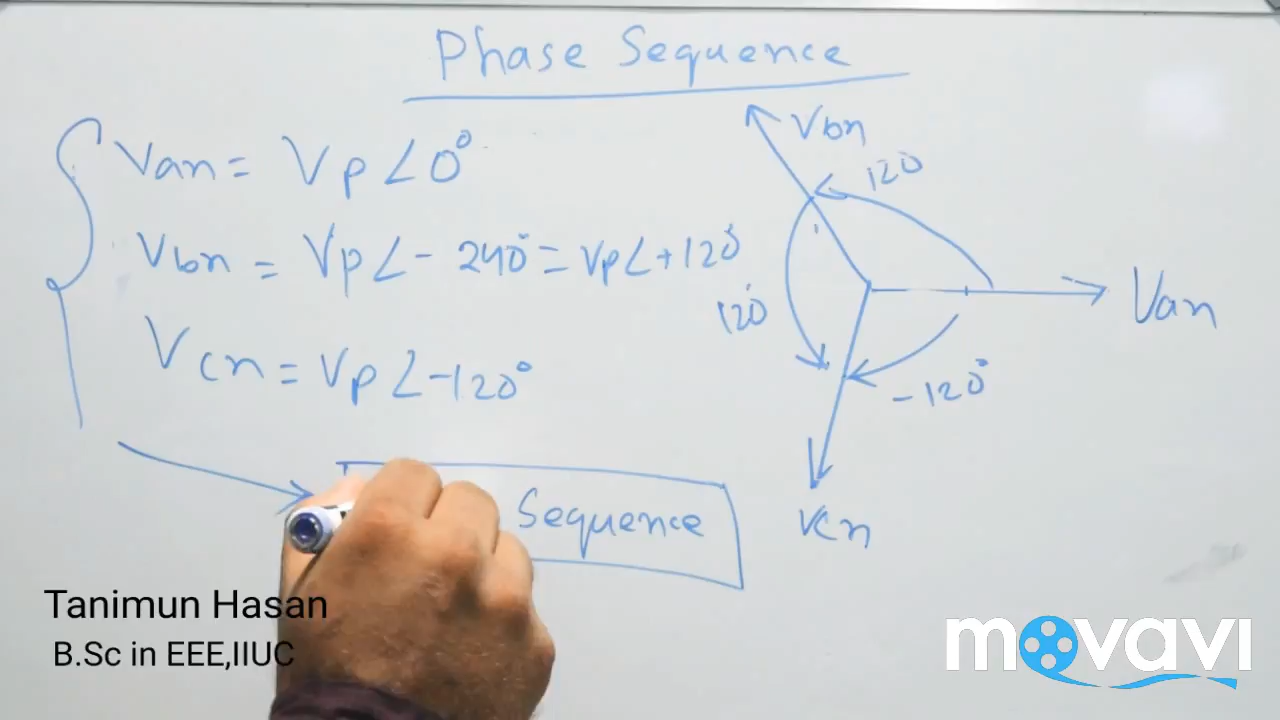 Phase Sequence
Van = Vp∠0°
Vbn = Vp∠-240° = Vp∠+120°
Vcn = Vp∠-120°
Sequence
Vbn
120
Van
120°
-120°
Vcn
Tanimun Hasan
B.Sc in EEE,IIUC
movavi